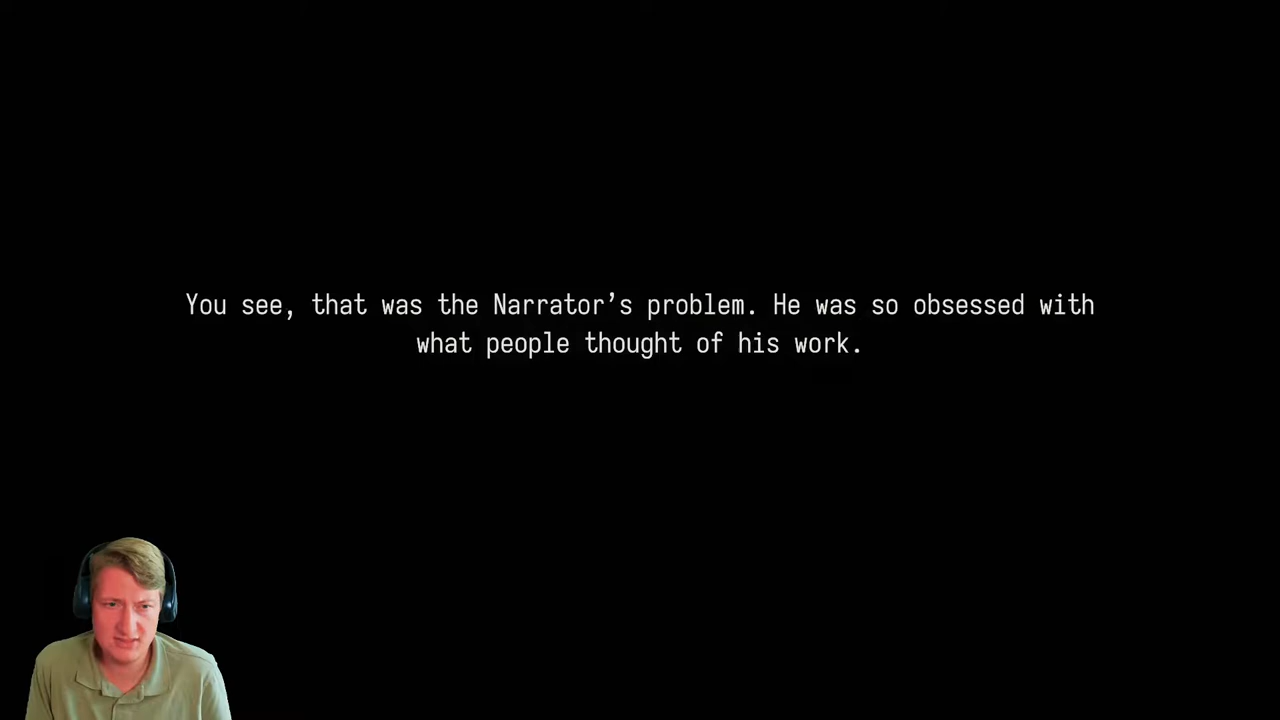 You see, that was the Narrator’s problem. He was so obsessed with
what people thought of his work.